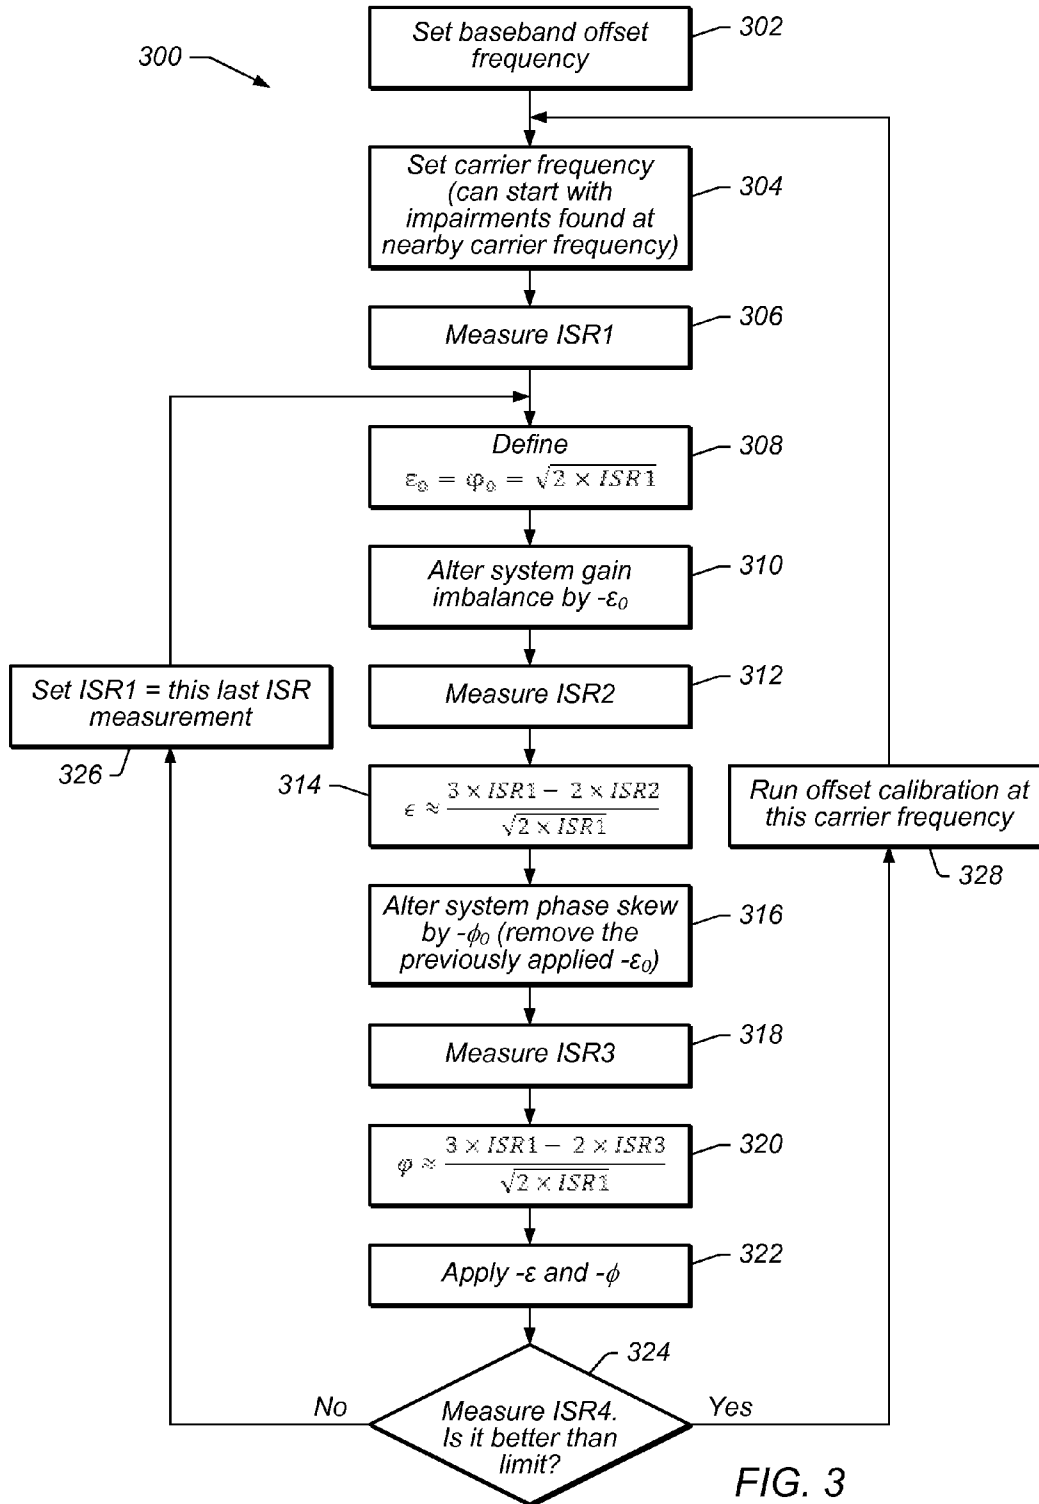 300
Set baseband offset
frequency
302
Set carrier frequency
(can start with
impairments found at
nearby carrier frequency)
304
Measure ISR1
306
Define
ε₀ = φ₀ = √(2 × ISR1)
308
Alter system gain
imbalance by -ε₀
310
Measure ISR2
312
Set ISR1 = this last ISR
measurement
326
314
ϵ ≈ (3 × ISR1 − 2 × ISR2) / √(2 × ISR1)
Run offset calibration at
this carrier frequency
328
Alter system phase skew
by -ϕ₀ (remove the
previously applied -ε₀)
316
Measure ISR3
318
φ ≈ (3 × ISR1 − 2 × ISR3) / √(2 × ISR1)
320
Apply -ε and -ϕ
322
324
No
Measure ISR4.
Is it better than
limit?
Yes
FIG. 3